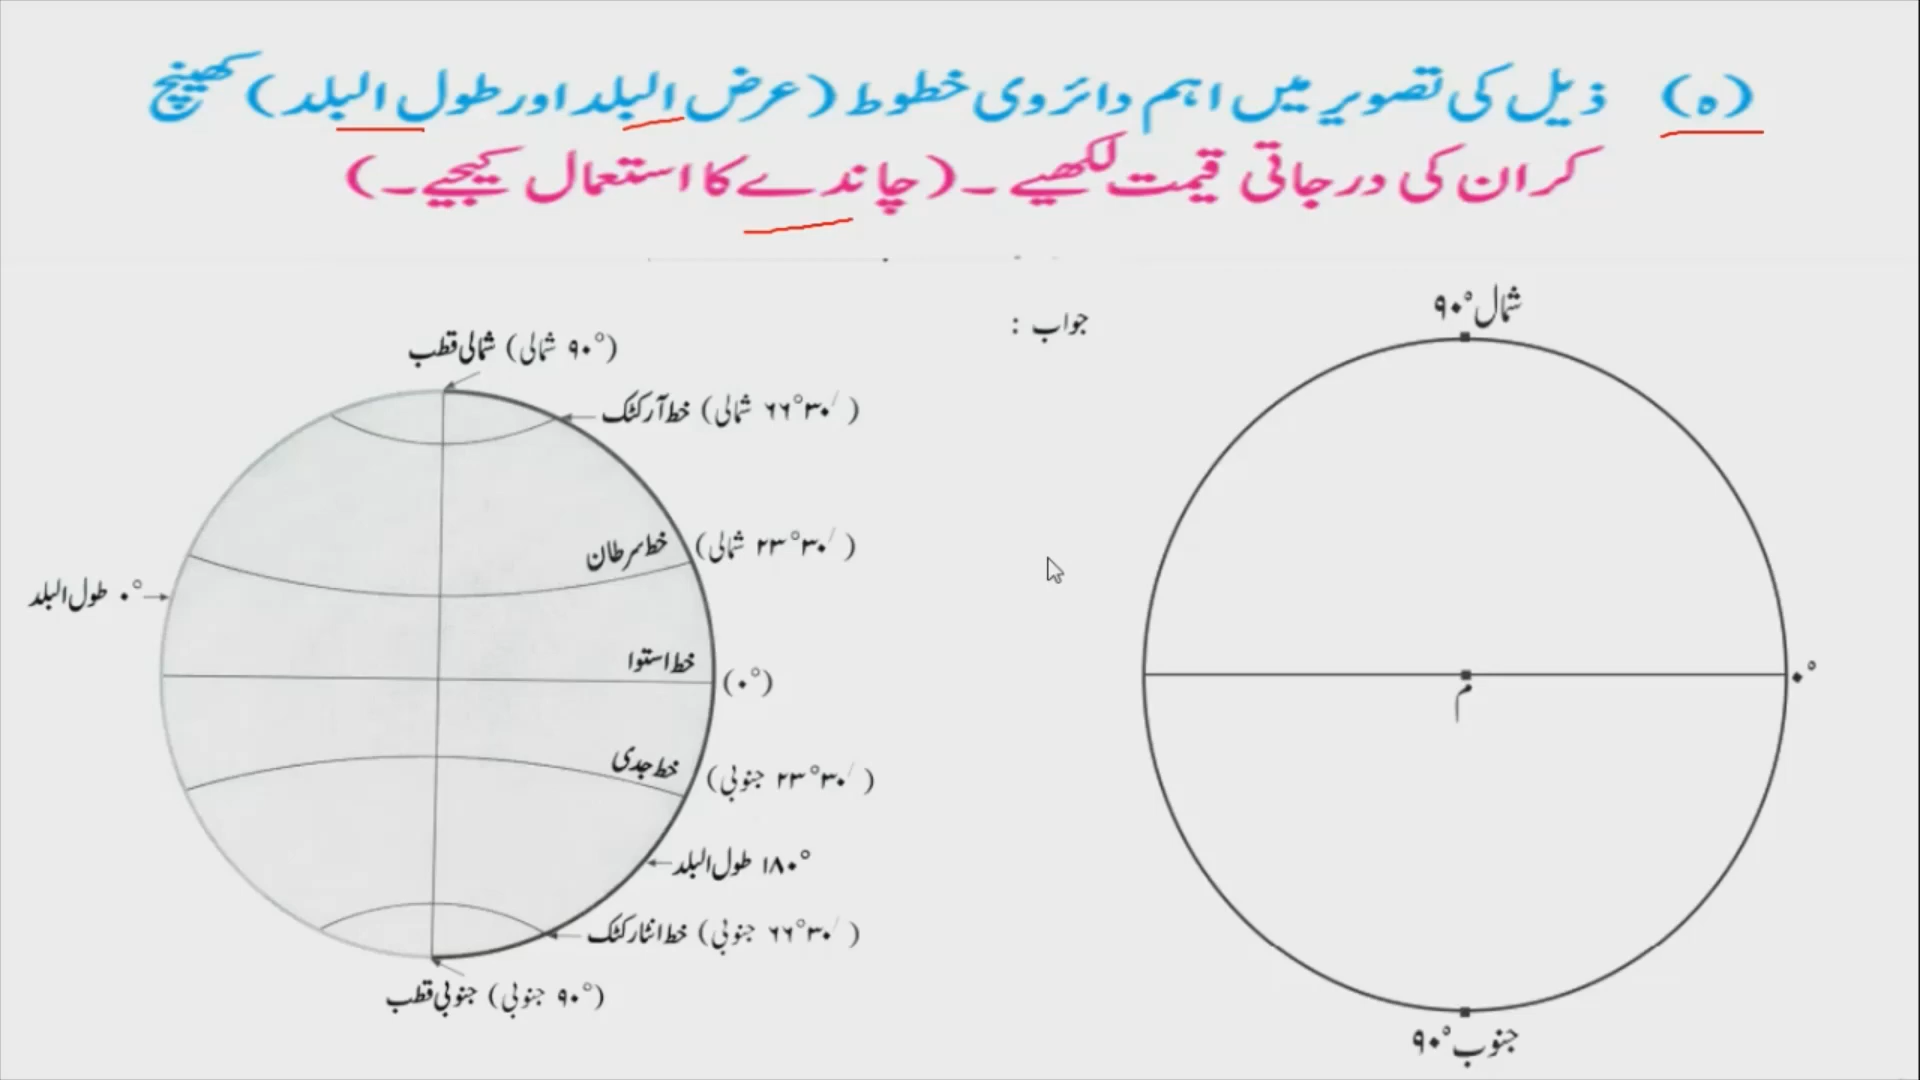 (ہ) ذیل کی تصویر میں اہم دائروی خطوط (عرض البلد اور طول البلد) کھینچ
کر ان کی درجاتی قیمت لکھیے۔ (چاندے کا استعمال کیجیے۔)
جواب :
شمال ۹۰°
م
۰°
جنوب ۹۰°
شمالی قطب (۹۰° شمالی)
خط آرکٹک (۶۶°۳۰′ شمالی)
خط سرطان (۲۳°۳۰′ شمالی)
۰° طول البلد
خط استوا (۰°)
خط جدی (۲۳°۳۰′ جنوبی)
۱۸۰° طول البلد
خط انٹارکٹک (۶۶°۳۰′ جنوبی)
جنوبی قطب (۹۰° جنوبی)